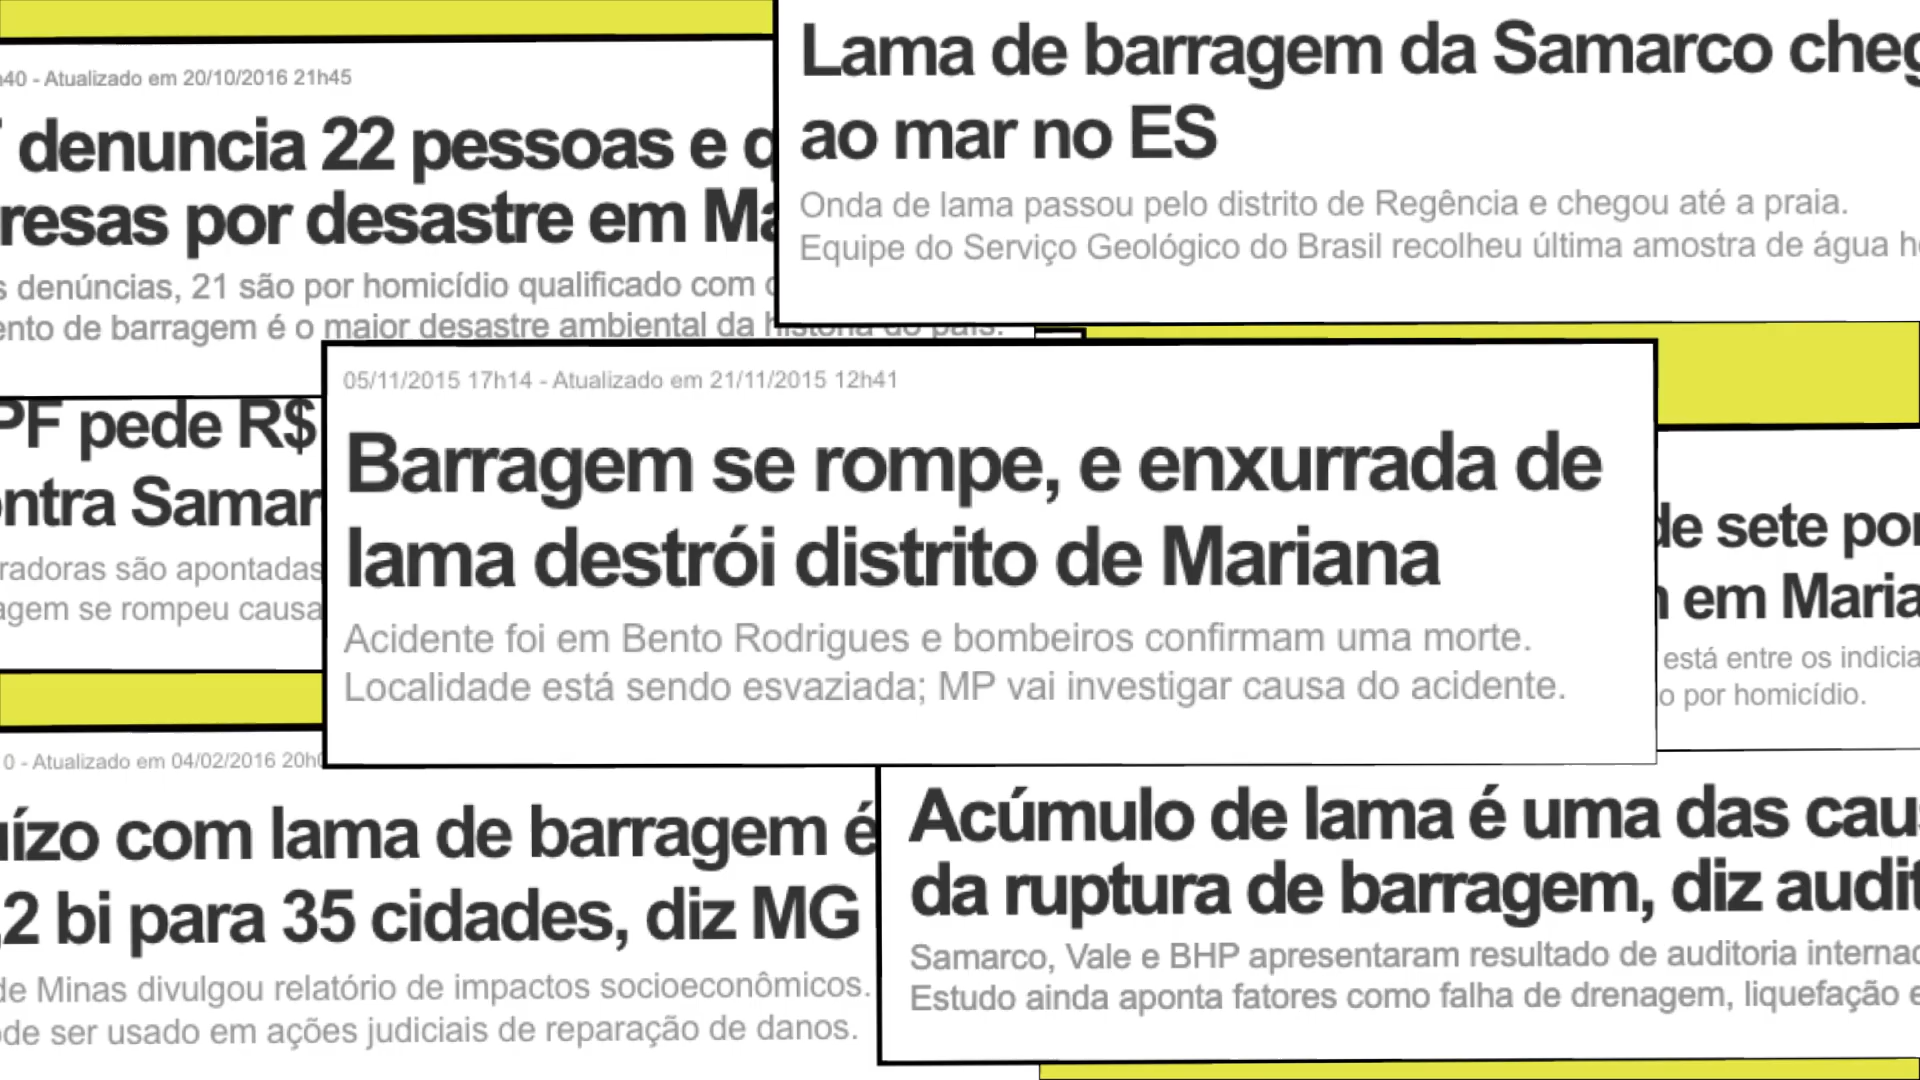 h40 - Atualizado em 20/10/2016 21h45
denuncia 22 pessoas e q
resas por desastre em Ma
s denúncias, 21 são por homicídio qualificado com
ento de barragem é o maior desastre ambiental da história do país.
Lama de barragem da Samarco cheg
ao mar no ES
Onda de lama passou pelo distrito de Regência e chegou até a praia.
Equipe do Serviço Geológico do Brasil recolheu última amostra de água h
PF pede R$
ontra Samar
radoras são apontadas
agem se rompeu causa
05/11/2015 17h14 - Atualizado em 21/11/2015 12h41
Barragem se rompe, e enxurrada de
lama destrói distrito de Mariana
Acidente foi em Bento Rodrigues e bombeiros confirmam uma morte.
Localidade está sendo esvaziada; MP vai investigar causa do acidente.
de sete por
em Maria
está entre os indicia
o por homicídio.
0 - Atualizado em 04/02/2016 20h
uízo com lama de barragem é
,2 bi para 35 cidades, diz MG
de Minas divulgou relatório de impactos socioeconômicos.
ode ser usado em ações judiciais de reparação de danos.
Acúmulo de lama é uma das cau
da ruptura de barragem, diz audit
Samarco, Vale e BHP apresentaram resultado de auditoria internac
Estudo ainda aponta fatores como falha de drenagem, liquefação e